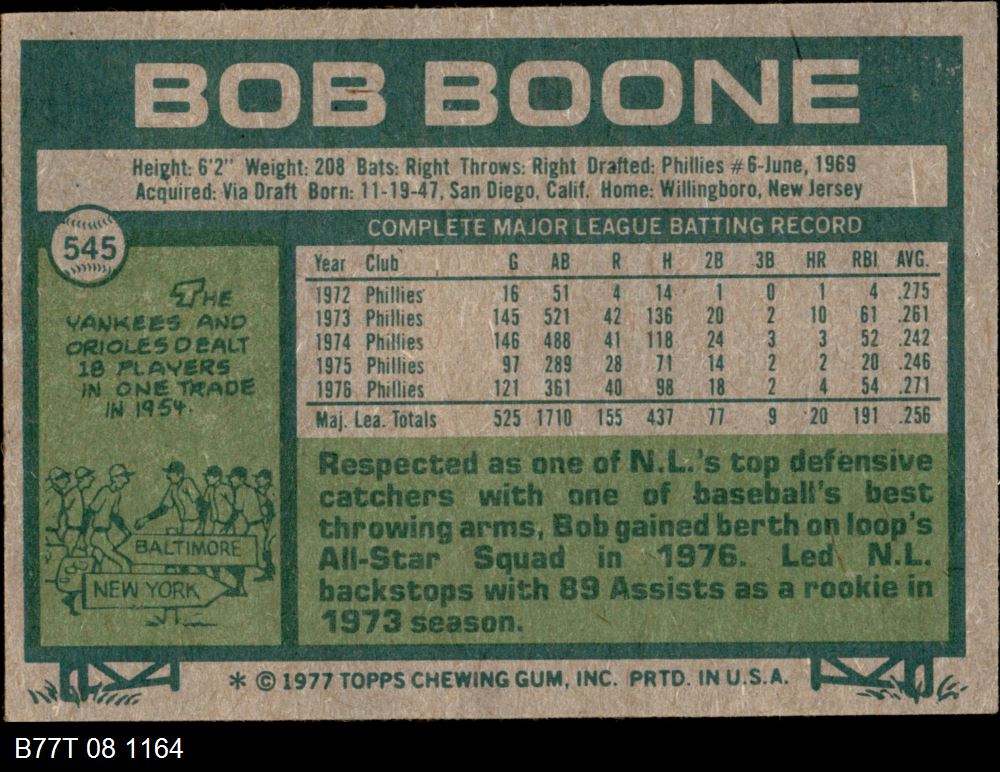 BOB BOONE
Height: 6'2" Weight: 208 Bats: Right Throws: Right Drafted: Phillies #6-June, 1969
Acquired: Via Draft Born: 11-19-47, San Diego, Calif. Home: Willingboro, New Jersey
545
THE
YANKEES AND
ORIOLES DEALT
18 PLAYERS
IN ONE TRADE
IN 1954.
BALTIMORE
NEW YORK
COMPLETE MAJOR LEAGUE BATTING RECORD
Year Club G AB R H 2B 3B HR RBI AVG.
1972 Phillies 16 51 4 14 1 0 1 4 .275
1973 Phillies 145 521 42 136 20 2 10 61 .261
1974 Phillies 146 488 41 118 24 3 3 52 .242
1975 Phillies 97 289 28 71 14 2 2 20 .246
1976 Phillies 121 361 40 98 18 2 4 54 .271
Maj. Lea. Totals 525 1710 155 437 77 9 20 191 .256
Respected as one of N.L.'s top defensive
catchers with one of baseball's best
throwing arms, Bob gained berth on loop's
All-Star Squad in 1976. Led N.L.
backstops with 89 Assists as a rookie in
1973 season.
* © 1977 TOPPS CHEWING GUM, INC. PRTD. IN U.S.A.
B77T 08 1164